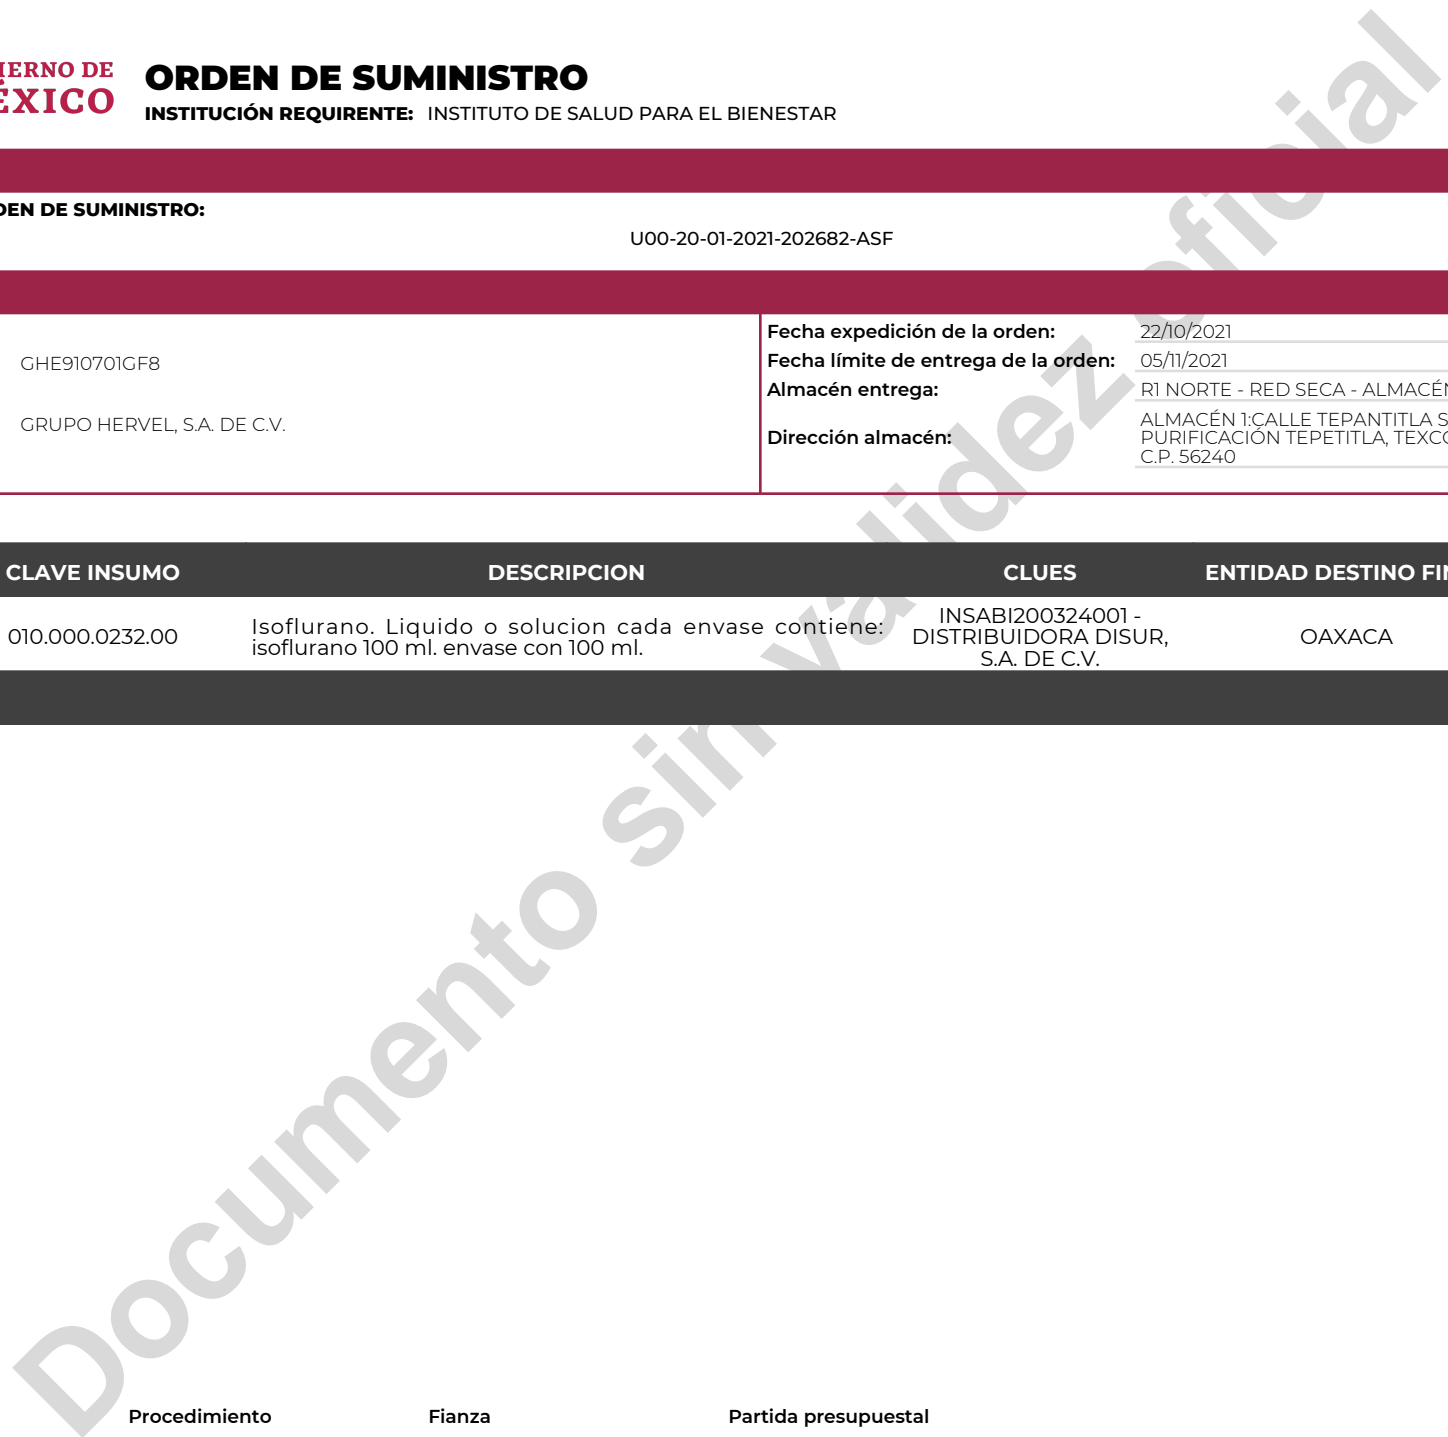 IERNO DE
ÉXICO
ORDEN DE SUMINISTRO
INSTITUCIÓN REQUIRENTE: INSTITUTO DE SALUD PARA EL BIENESTAR
DEN DE SUMINISTRO:
U00-20-01-2021-202682-ASF
GHE910701GF8
GRUPO HERVEL, S.A. DE C.V.
Fecha expedición de la orden: 22/10/2021
Fecha límite de entrega de la orden: 05/11/2021
Almacén entrega: R1 NORTE - RED SECA - ALMACÉN
Dirección almacén: ALMACÉN 1:CALLE TEPANTITLA S
PURIFICACIÓN TEPETITLA, TEXCO
C.P. 56240
CLAVE INSUMO DESCRIPCION CLUES ENTIDAD DESTINO FIN
010.000.0232.00
Isoflurano. Liquido o solucion cada envase contiene:
isoflurano 100 ml. envase con 100 ml.
INSABI200324001 -
DISTRIBUIDORA DISUR,
S.A. DE C.V.
OAXACA
Documento sin validez oficial
Procedimiento Fianza Partida presupuestal